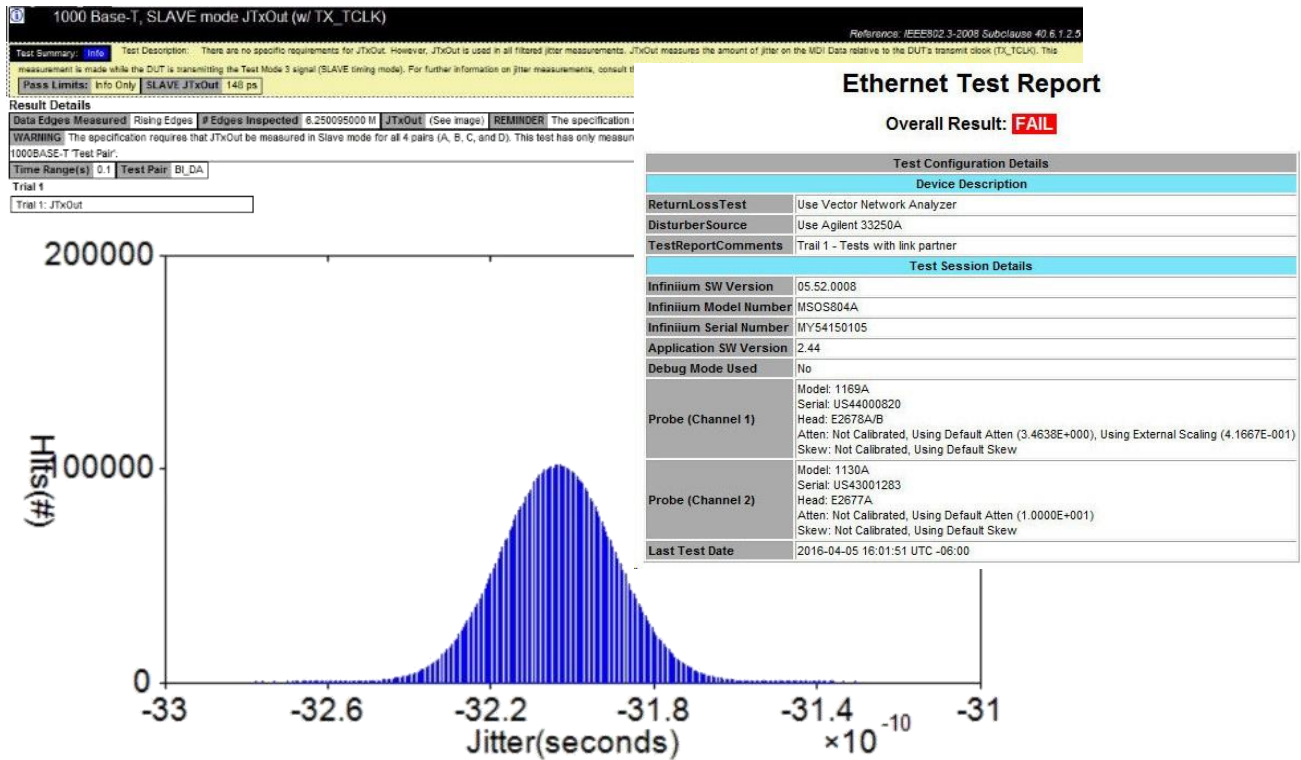 1000 Base-T, SLAVE mode JTxOut (w/ TX_TCLK)
Reference: IEEE802.3-2008 Subclause 40.6.1.2.5
Test Summary: Info Test Description: There are no specific requirements for JTxOut. However, JTxOut is used in all filtered jitter measurements. JTxOut measures the amount of jitter on the MDI Data relative to the DUT's transmit clock (TX_TCLK). This
measurement is made while the DUT is transmitting the Test Mode 3 signal (SLAVE timing mode). For further information on jitter measurements, consult
Pass Limits: Info Only SLAVE JTxOut 148 ps
Result Details
Data Edges Measured Rising Edges # Edges Inspected 6.250095000 M JTxOut (See image) REMINDER The specification
WARNING The specification requires that JTxOut be measured in Slave mode for all 4 pairs (A, B, C, and D). This test has only
1000BASE-T 'Test Pair'.
Time Range(s) 0.1 Test Pair BI_DA
Trial 1
Trial 1: JTxOut
200000
100000
0
Hits(#)
-33 -32.6 -32.2 -31.8 -31.4 -31
×10 -10
Jitter(seconds)
Ethernet Test Report
Overall Result: FAIL
Test Configuration Details
Device Description
ReturnLossTest Use Vector Network Analyzer
DisturberSource Use Agilent 33250A
TestReportComments Trail 1 - Tests with link partner
Test Session Details
Infiniium SW Version 05.52.0008
Infiniium Model Number MSOS804A
Infiniium Serial Number MY54150105
Application SW Version 2.44
Debug Mode Used No
Probe (Channel 1)
Model: 1169A
Serial: US44000820
Head: E2678A/B
Atten: Not Calibrated, Using Default Atten (3.4638E+000), Using External Scaling (4.1667E-001)
Skew: Not Calibrated, Using Default Skew
Probe (Channel 2)
Model: 1130A
Serial: US43001283
Head: E2677A
Atten: Not Calibrated, Using Default Atten (1.0000E+001)
Skew: Not Calibrated, Using Default Skew
Last Test Date 2016-04-05 16:01:51 UTC -06:00